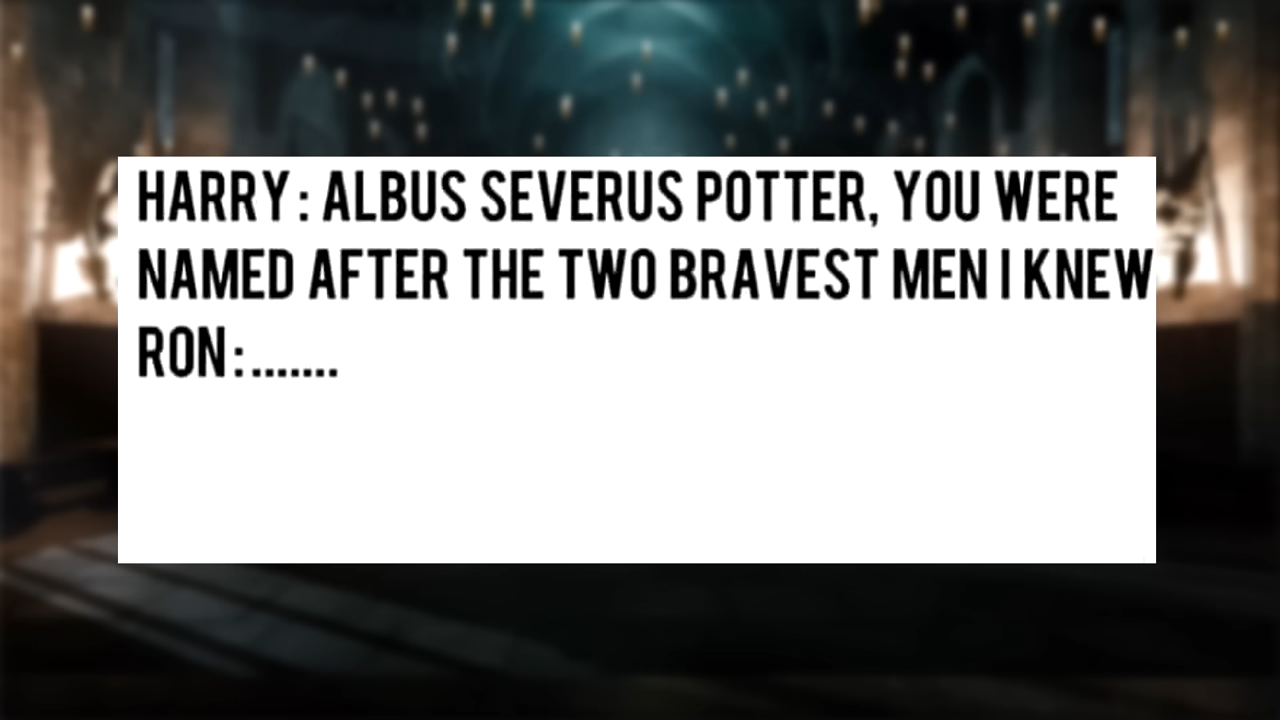 HARRY: ALBUS SEVERUS POTTER, YOU WERE
NAMED AFTER THE TWO BRAVEST MEN I KNEW
RON:.......